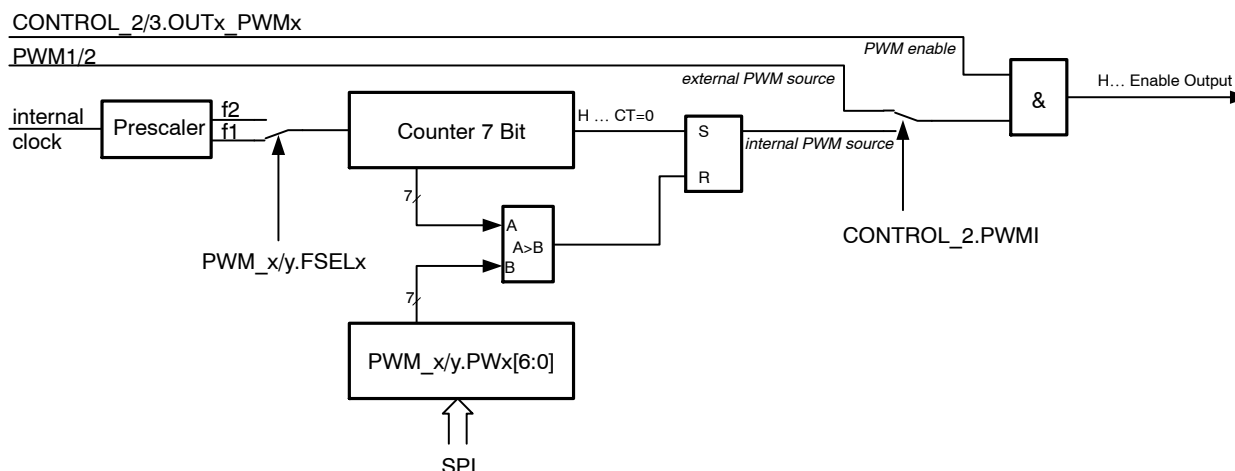 CONTROL_2/3.OUTx_PWMx
PWM enable
PWM1/2
external PWM source
H… Enable Output
&
internal
clock
Prescaler
f2
f1
Counter 7 Bit
H … CT=0
S
R
internal PWM source
7
A
A>B
B
PWM_x/y.FSELx
CONTROL_2.PWMI
7
PWM_x/y.PWx[6:0]
SPI